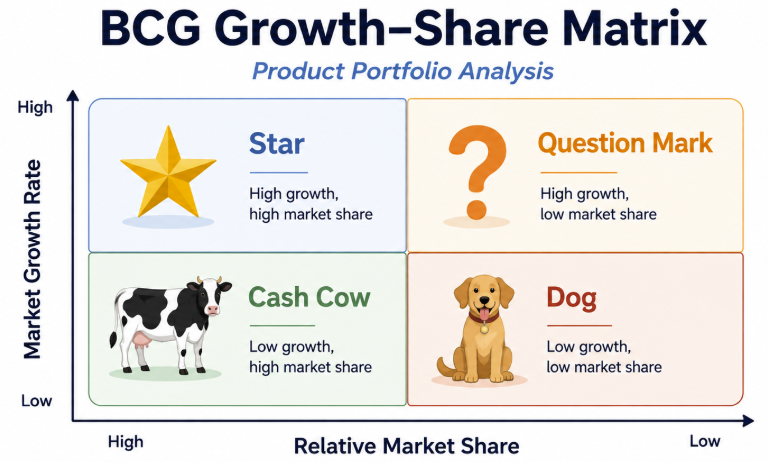 BCG Growth–Share Matrix
Product Portfolio Analysis
High
Market Growth Rate
Low
Star
High growth,
high market share
?
Question Mark
High growth,
low market share
Cash Cow
Low growth,
high market share
Dog
Low growth,
low market share
High
Relative Market Share
Low